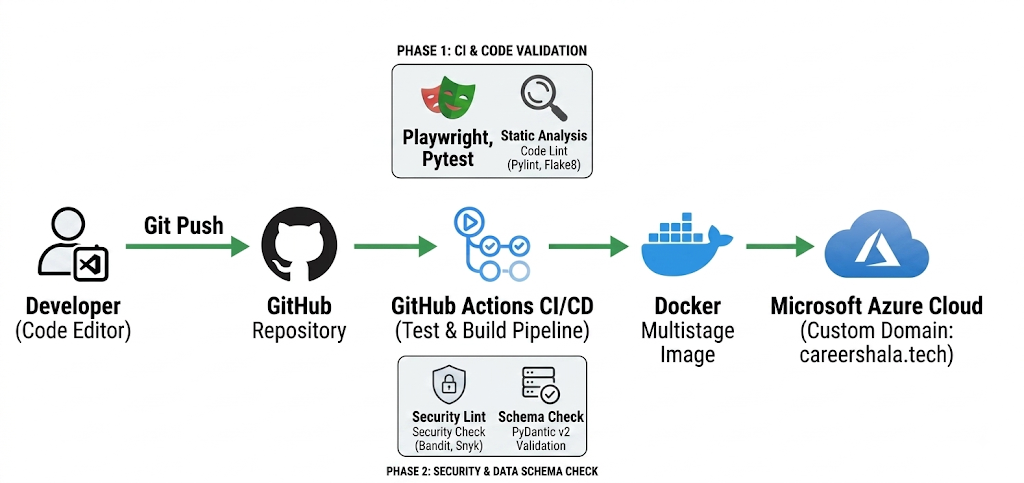 PHASE 1: CI & CODE VALIDATION
Playwright,
Pytest
Static Analysis
Code Lint
(Pylint, Flake8)
Git Push
Developer
(Code Editor)
GitHub
Repository
GitHub Actions CI/CD
(Test & Build Pipeline)
Docker
Multistage
Image
Microsoft Azure Cloud
(Custom Domain:
careershala.tech)
Security Lint
Security Check
(Bandit, Snyk)
Schema Check
PyDantic v2
Validation
PHASE 2: SECURITY & DATA SCHEMA CHECK